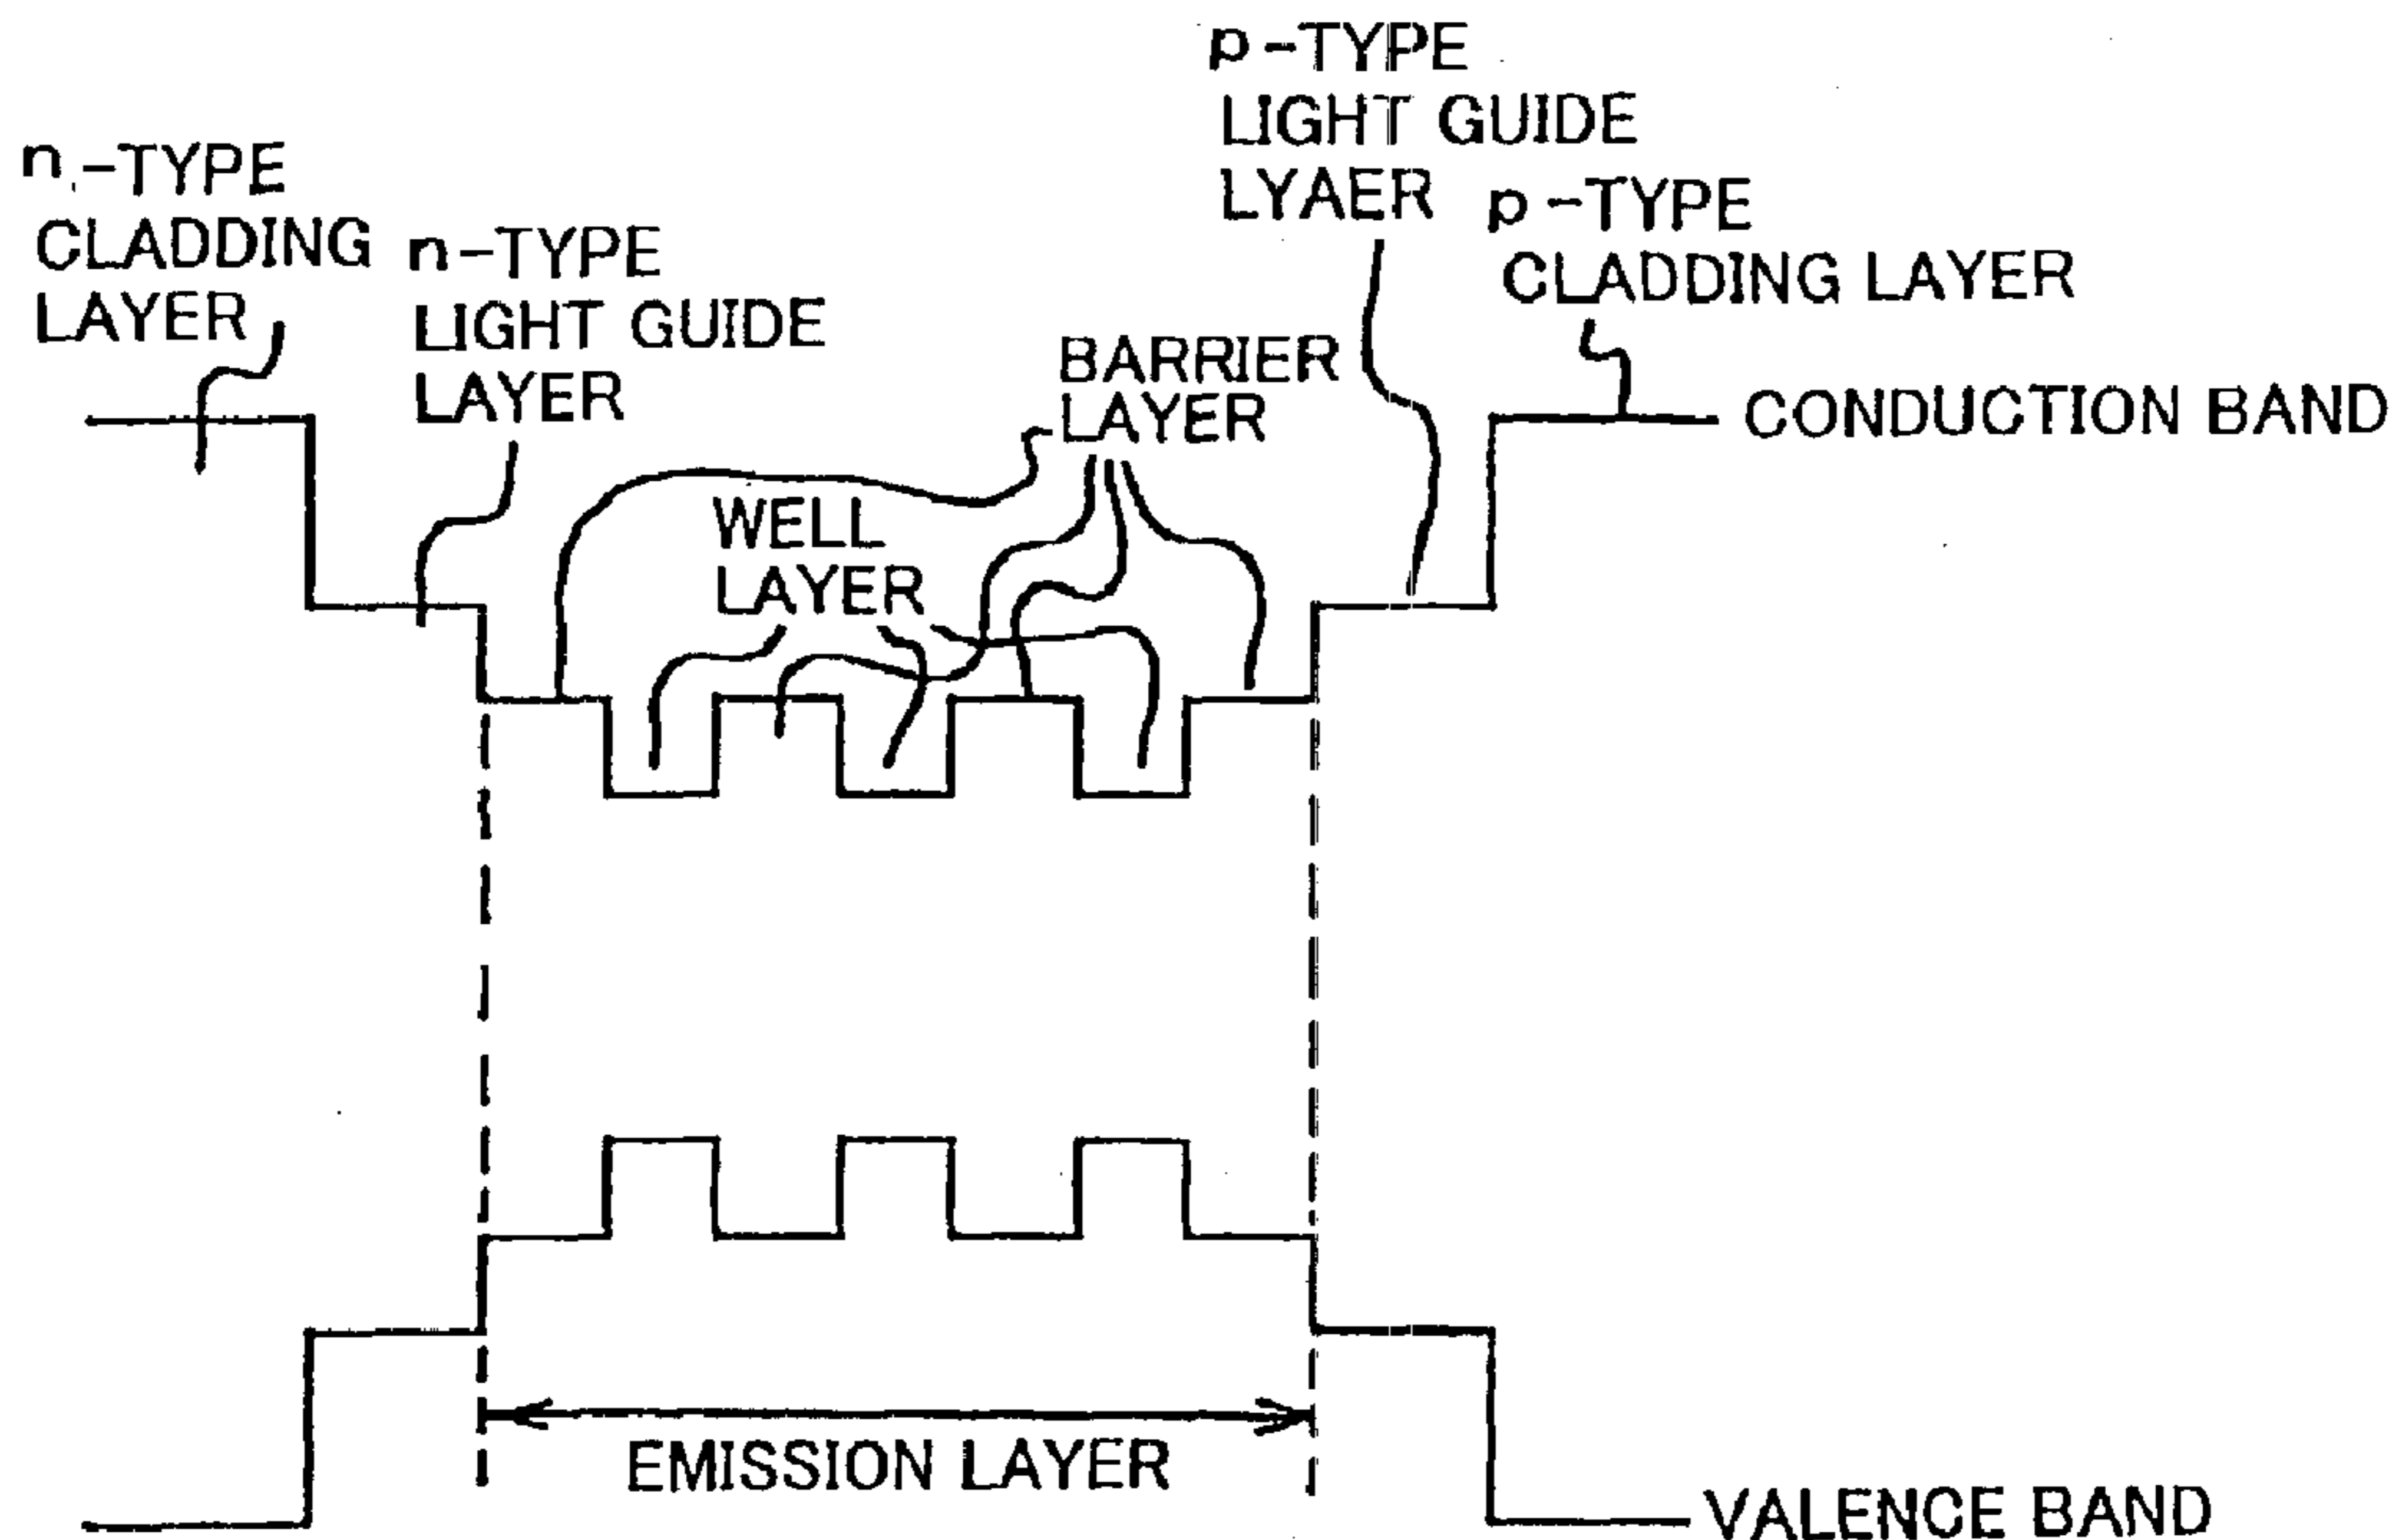 n-TYPE
CLADDING
LAYER
n-TYPE
LIGHT GUIDE
LAYER
WELL
LAYER
BARRIER
LAYER
p-TYPE
LIGHT GUIDE
LYAER
p-TYPE
CLADDING LAYER
CONDUCTION BAND
EMISSION LAYER
VALENCE BAND